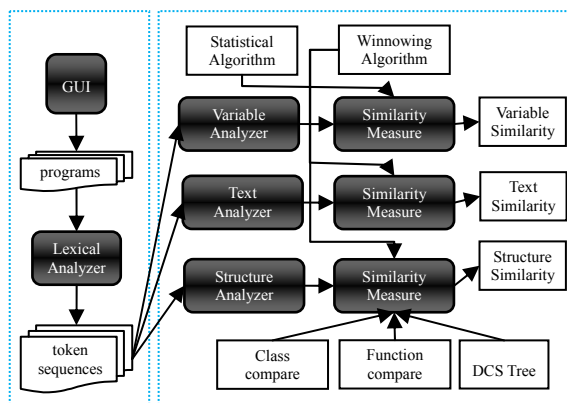 Statistical
Algorithm
Winnowing
Algorithm
GUI
programs
Lexical
Analyzer
token
sequences
Variable
Analyzer
Similarity
Measure
Variable
Similarity
Text
Analyzer
Similarity
Measure
Text
Similarity
Structure
Analyzer
Similarity
Measure
Structure
Similarity
Class
compare
Function
compare
DCS Tree